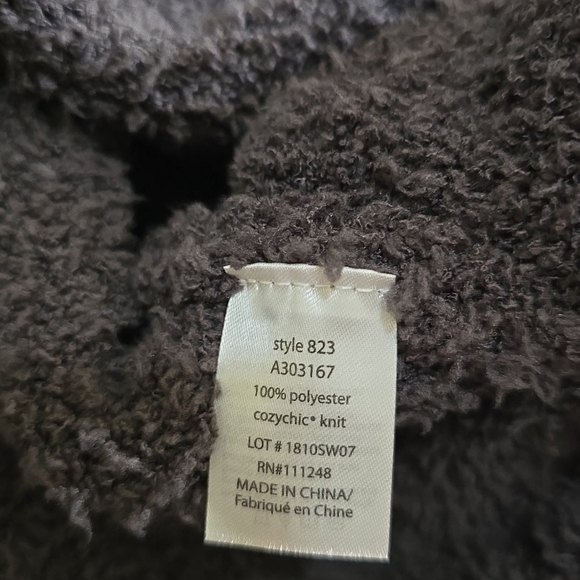 style 823
A303167
100% polyester
cozychic® knit
LOT # 1810SW07
RN#111248
MADE IN CHINA/
Fabriqué en Chine